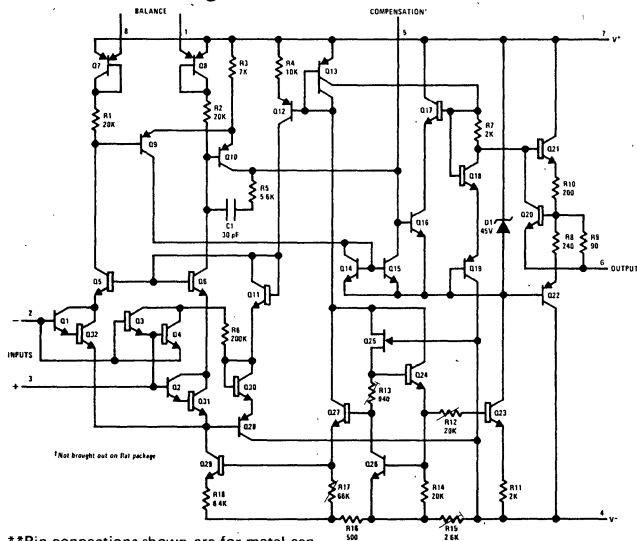 BALANCE
COMPENSATION†
8
1
5
7 V+
Q7
Q8
R3
7K
R4
10K
Q13
R1
20K
R2
20K
Q12
Q17
R7
2K
Q9
Q10
Q18
Q21
R5
5.6K
R10
200
C1
30 pF
Q16
D1
45V
Q20
R8
240
R9
90
Q14
Q15
Q19
6 OUTPUT
Q5
Q6
Q11
Q22
2
Q1
Q32
Q3
Q4
R6
200K
Q25
INPUTS
Q24
R13
940
3
+
Q2
Q31
Q30
Q27
R12
20K
Q23
Q28
†Not brought out on flat package
Q29
Q26
R18
6.4K
R17
66K
R14
20K
R11
2K
4 V-
R16
500
R15
2.6K
**Pin connections shown are for metal can